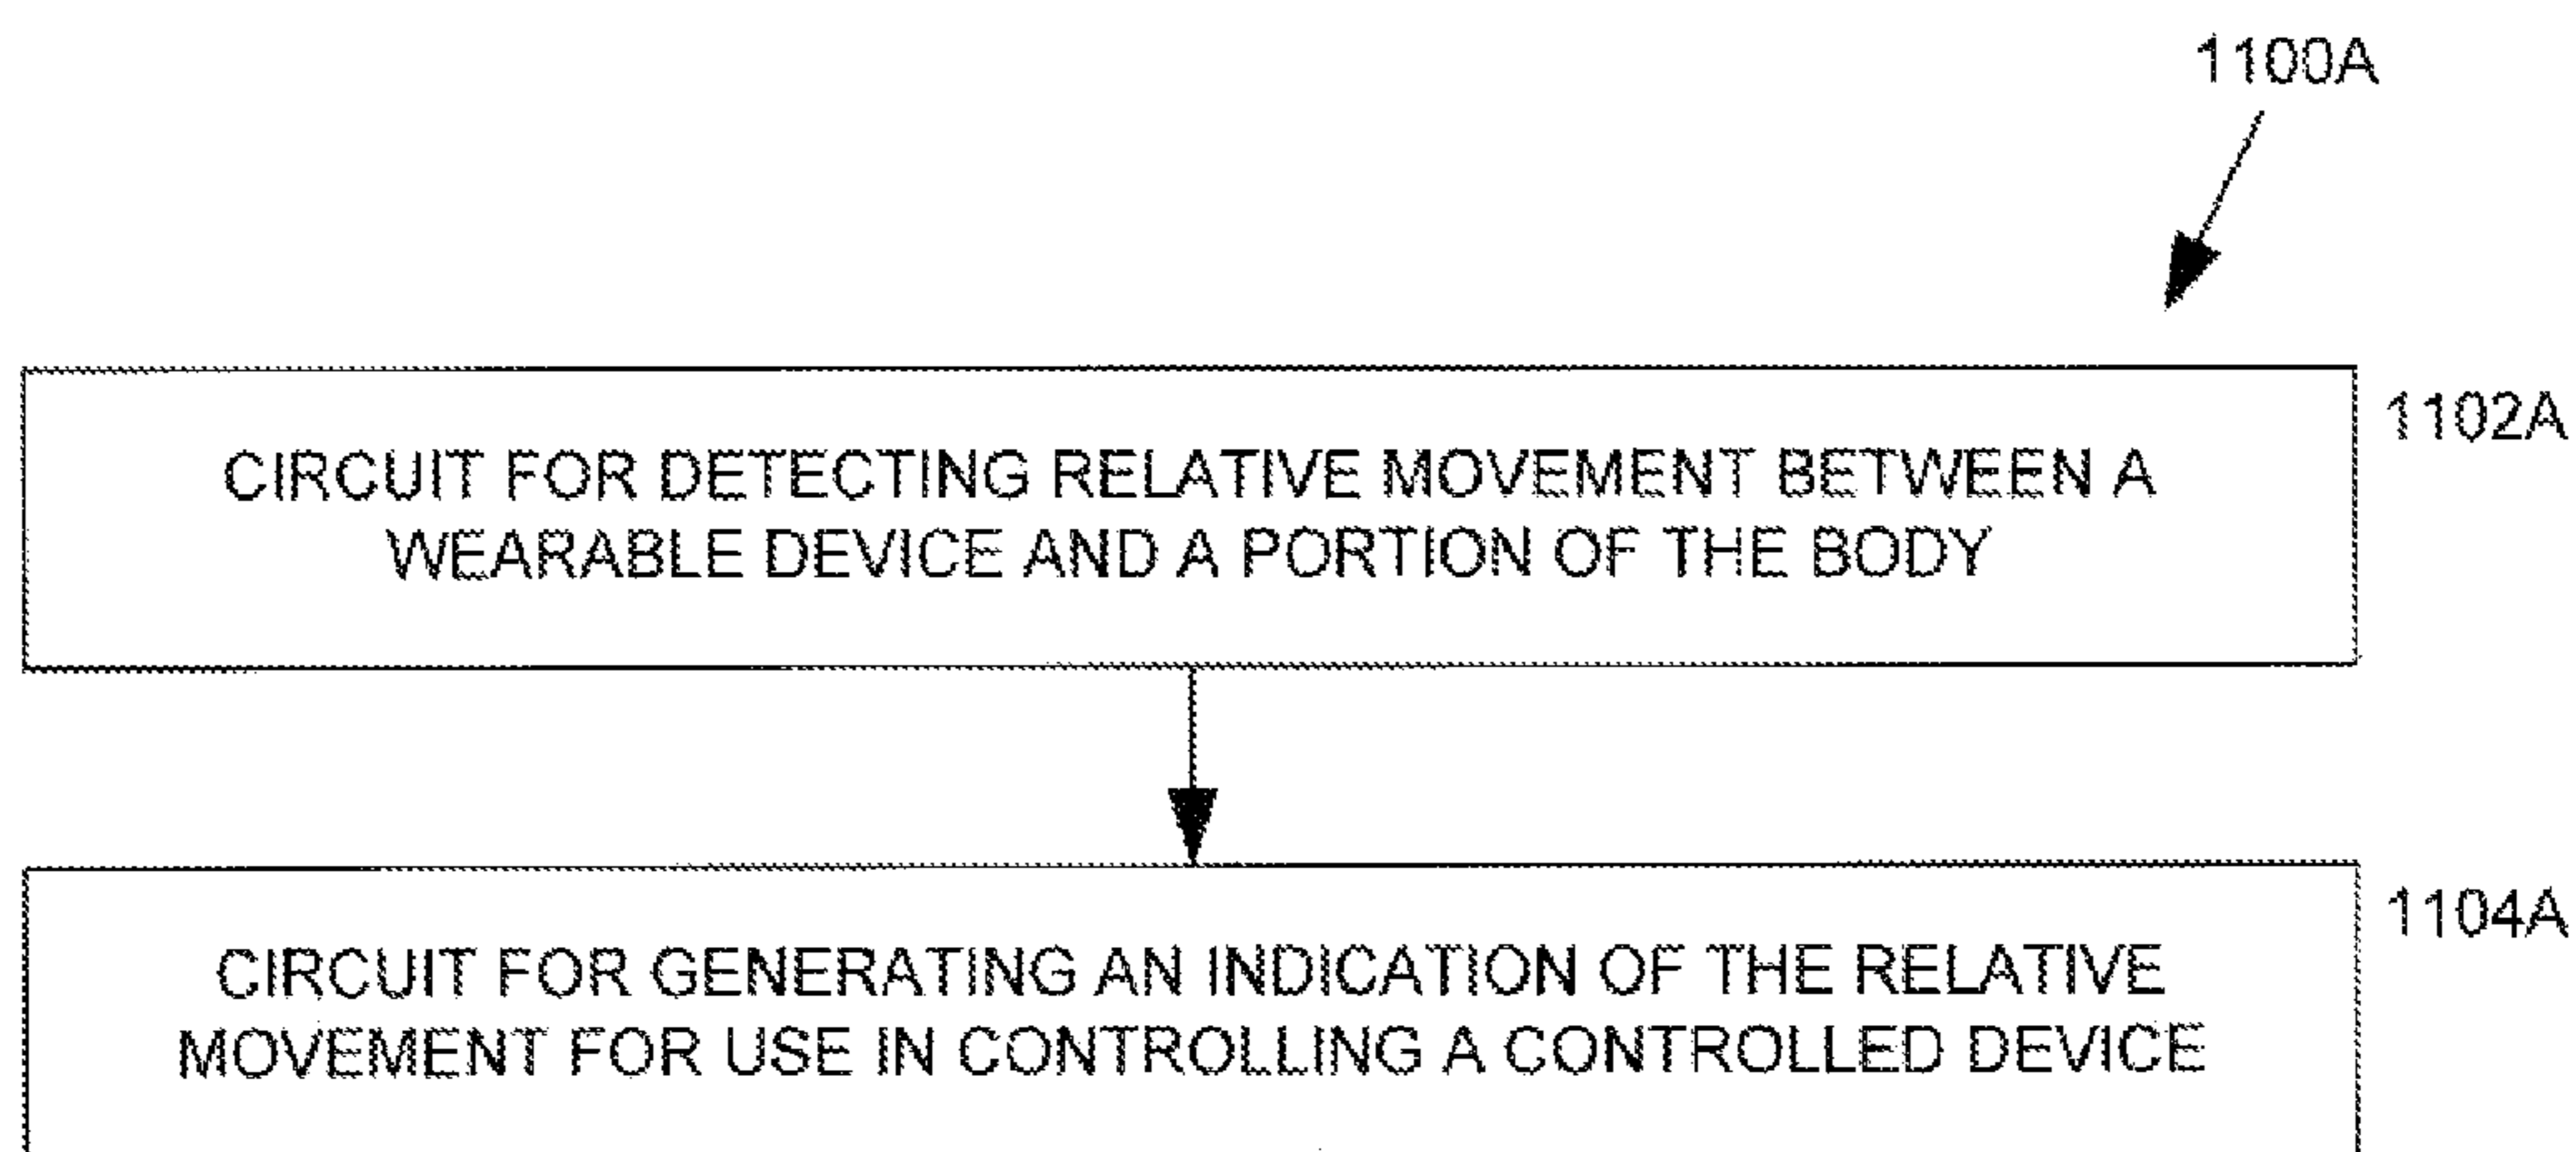 1100A
1102A
CIRCUIT FOR DETECTING RELATIVE MOVEMENT BETWEEN A
WEARABLE DEVICE AND A PORTION OF THE BODY
1104A
CIRCUIT FOR GENERATING AN INDICATION OF THE RELATIVE
MOVEMENT FOR USE IN CONTROLLING A CONTROLLED DEVICE